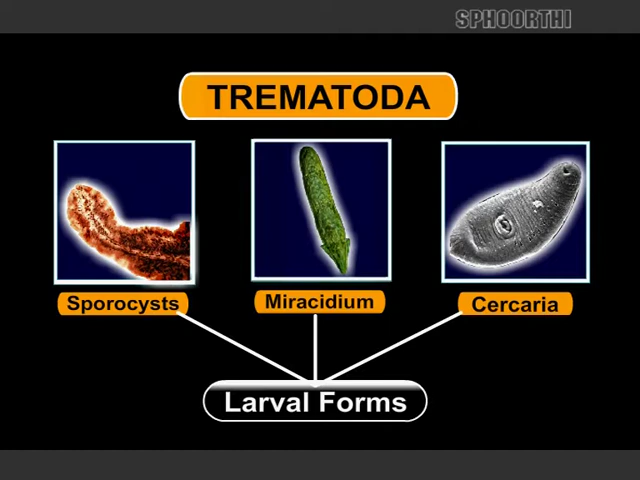 SPHOORTHI
TREMATODA
Sporocysts
Miracidium
Cercaria
Larval Forms